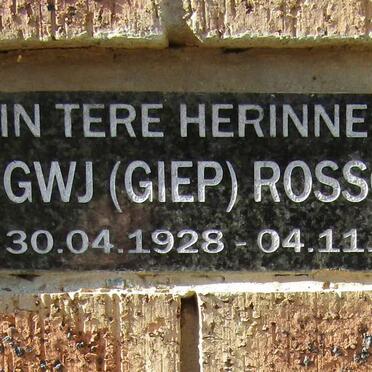 IN TERE HERINNE
GWJ (GIEP) ROSS
30.04.1928 - 04.11.